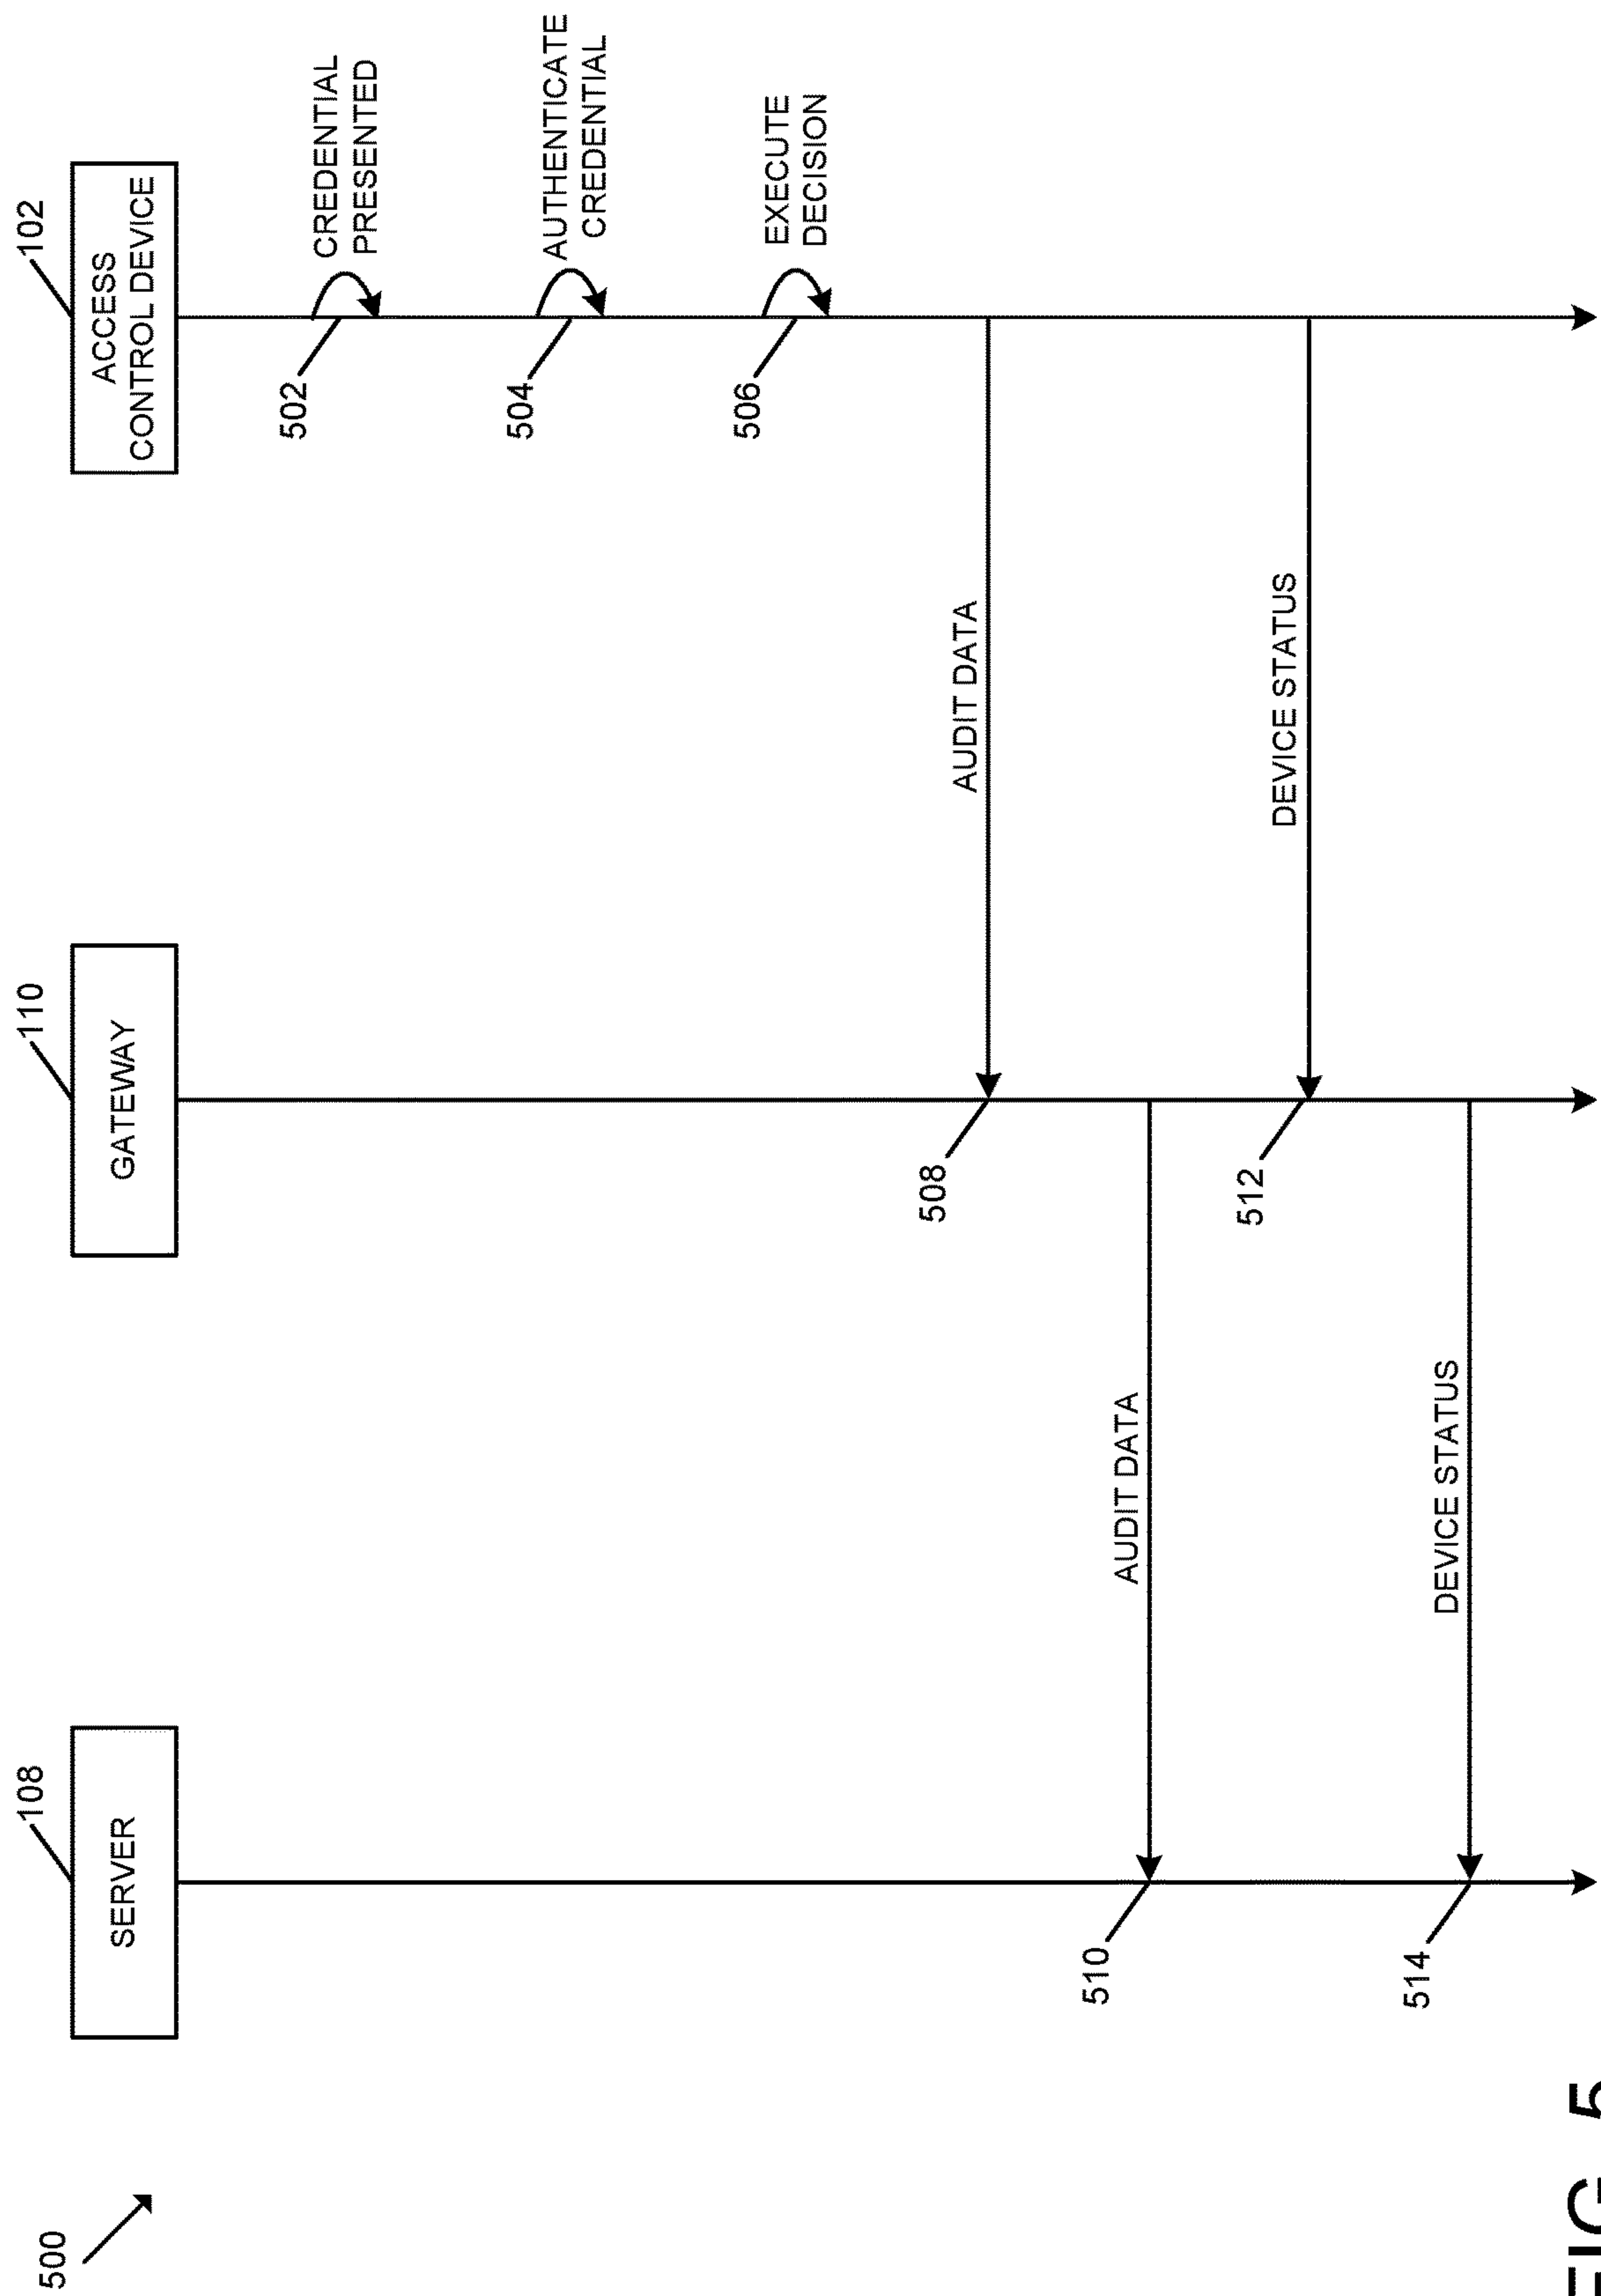 500
108
110
102
SERVER
GATEWAY
ACCESS
CONTROL DEVICE
502
CREDENTIAL
PRESENTED
504
AUTHENTICATE
CREDENTIAL
506
EXECUTE
DECISION
508
AUDIT DATA
510
AUDIT DATA
512
DEVICE STATUS
514
DEVICE STATUS
FIG. 5